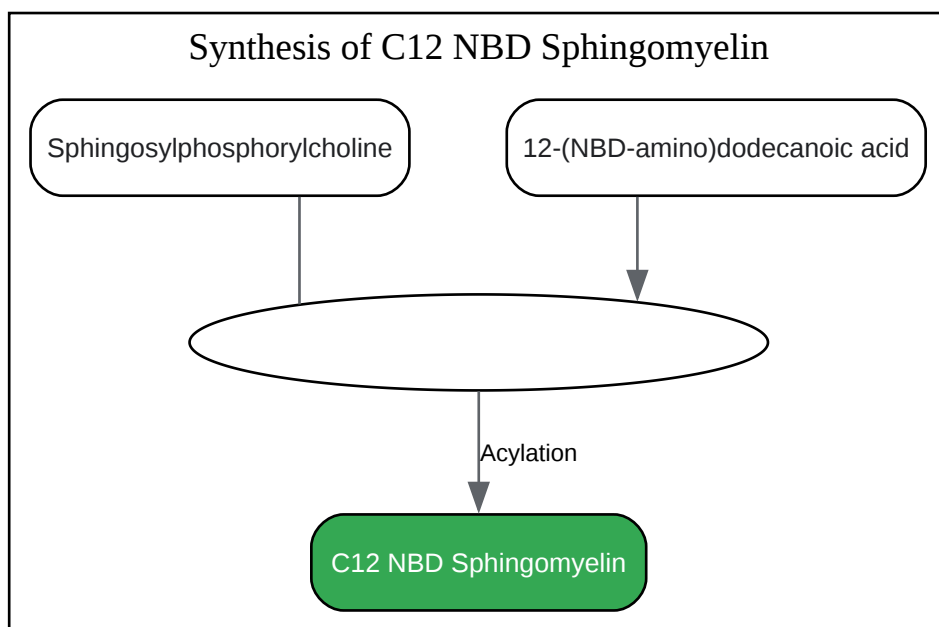 Synthesis of C12 NBD Sphingomyelin
Sphingosylphosphorylcholine
12-(NBD-amino)dodecanoic acid
Acylation
C12 NBD Sphingomyelin